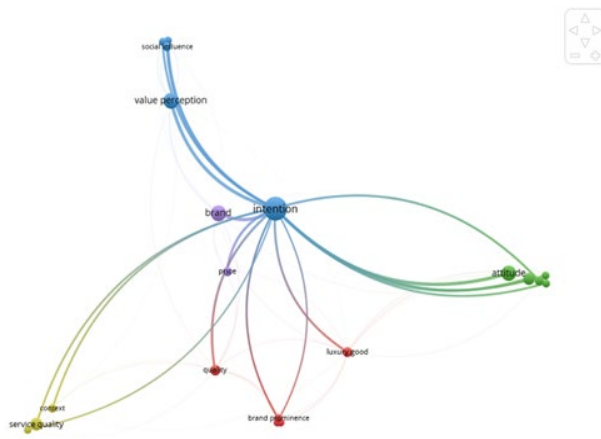 social influence
value perception
brand
intention
price
attitude
luxury good
quality
context
service quality
brand prominence